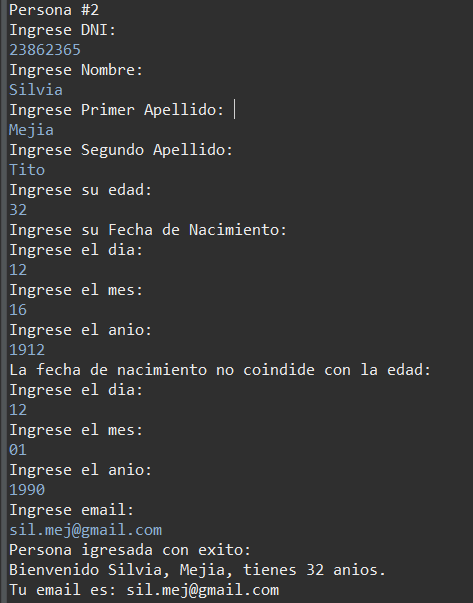 Persona #2
Ingrese DNI:
23862365
Ingrese Nombre:
Silvia
Ingrese Primer Apellido:
Mejia
Ingrese Segundo Apellido:
Tito
Ingrese su edad:
32
Ingrese su Fecha de Nacimiento:
Ingrese el dia:
12
Ingrese el mes:
16
Ingrese el anio:
1912
La fecha de nacimiento no coindide con la edad:
Ingrese el dia:
12
Ingrese el mes:
01
Ingrese el anio:
1990
Ingrese email:
sil.mej@gmail.com
Persona igresada con exito:
Bienvenido Silvia, Mejia, tienes 32 anios.
Tu email es: sil.mej@gmail.com